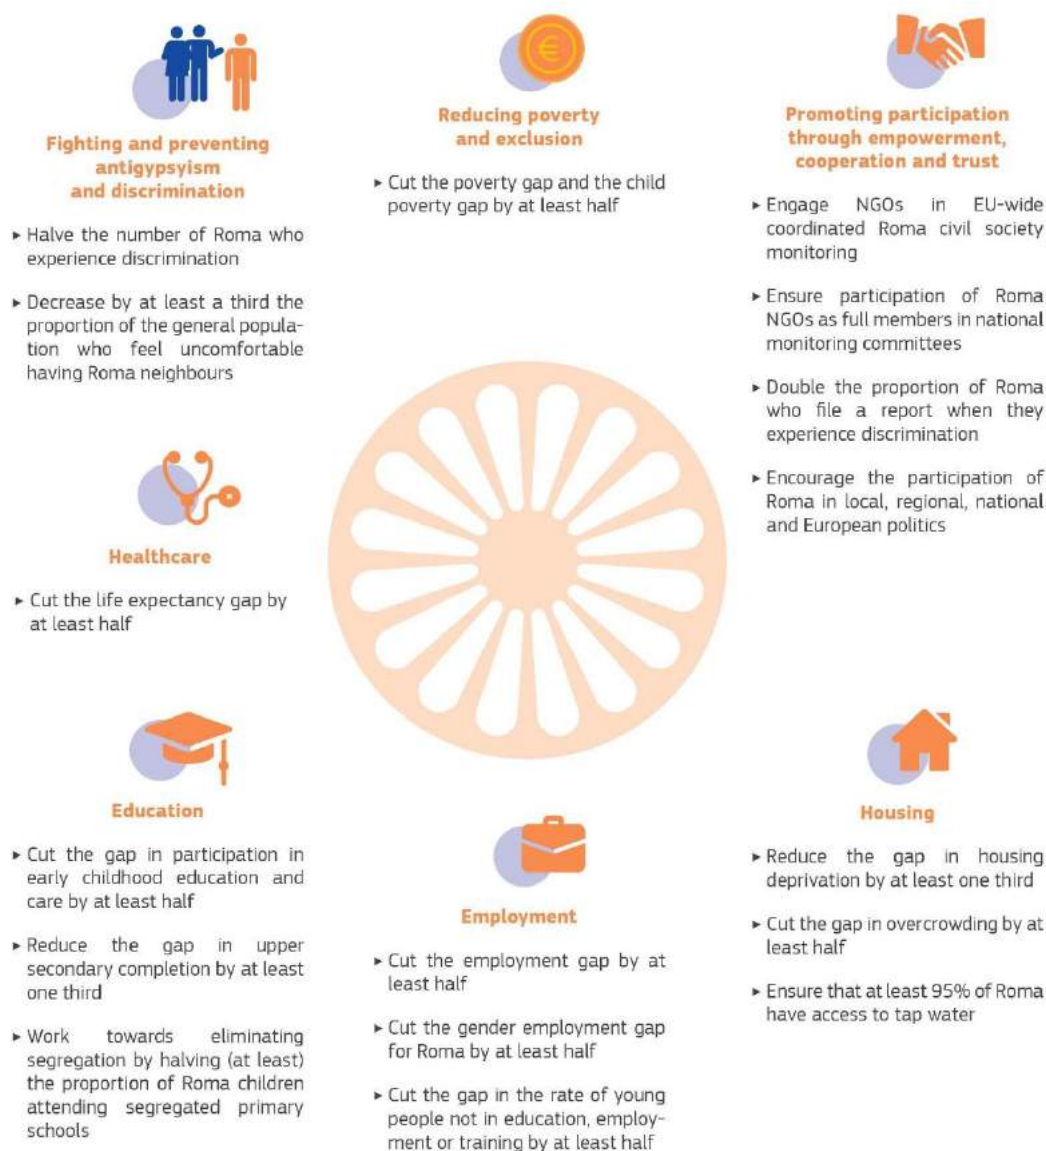 Fighting and preventing
antigypsyism
and discrimination
▸ Halve the number of Roma who
experience discrimination
▸ Decrease by at least a third the
proportion of the general popula-
tion who feel uncomfortable
having Roma neighbours
€
Reducing poverty
and exclusion
▸ Cut the poverty gap and the child
poverty gap by at least half
Promoting participation
through empowerment,
cooperation and trust
▸ Engage NGOs in EU-wide
coordinated Roma civil society
monitoring
▸ Ensure participation of Roma
NGOs as full members in national
monitoring committees
▸ Double the proportion of Roma
who file a report when they
experience discrimination
▸ Encourage the participation of
Roma in local, regional, national
and European politics
Healthcare
▸ Cut the life expectancy gap by
at least half
Education
▸ Cut the gap in participation in
early childhood education and
care by at least half
▸ Reduce the gap in upper
secondary completion by at least
one third
▸ Work towards eliminating
segregation by halving (at least)
the proportion of Roma children
attending segregated primary
schools
Employment
▸ Cut the employment gap by at
least half
▸ Cut the gender employment gap
for Roma by at least half
▸ Cut the gap in the rate of young
people not in education, employ-
ment or training by at least half
Housing
▸ Reduce the gap in housing
deprivation by at least one third
▸ Cut the gap in overcrowding by at
least half
▸ Ensure that at least 95% of Roma
have access to tap water